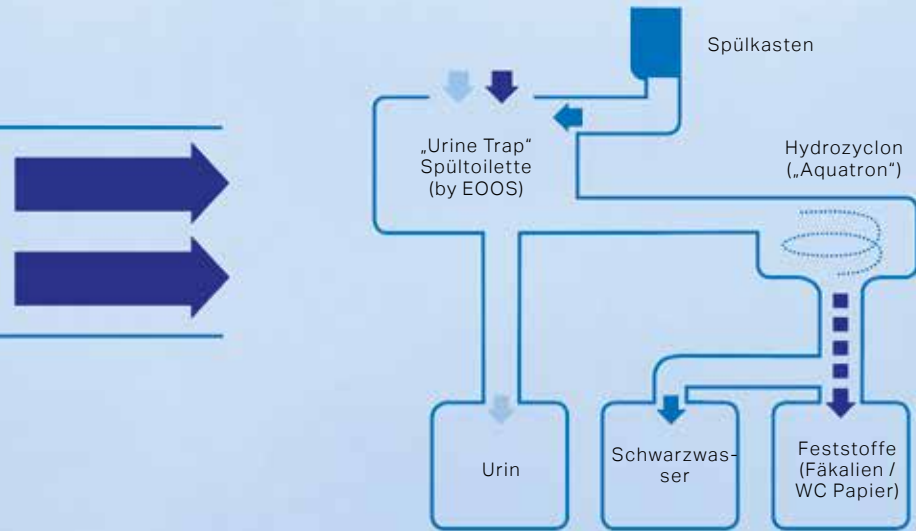 Spülkasten
„Urine Trap“
Spültoilette
(by EOOS)
Hydrozyclon
(„Aquatron“)
Urin
Schwarzwas-
ser
Feststoffe
(Fäkalien /
WC Papier)